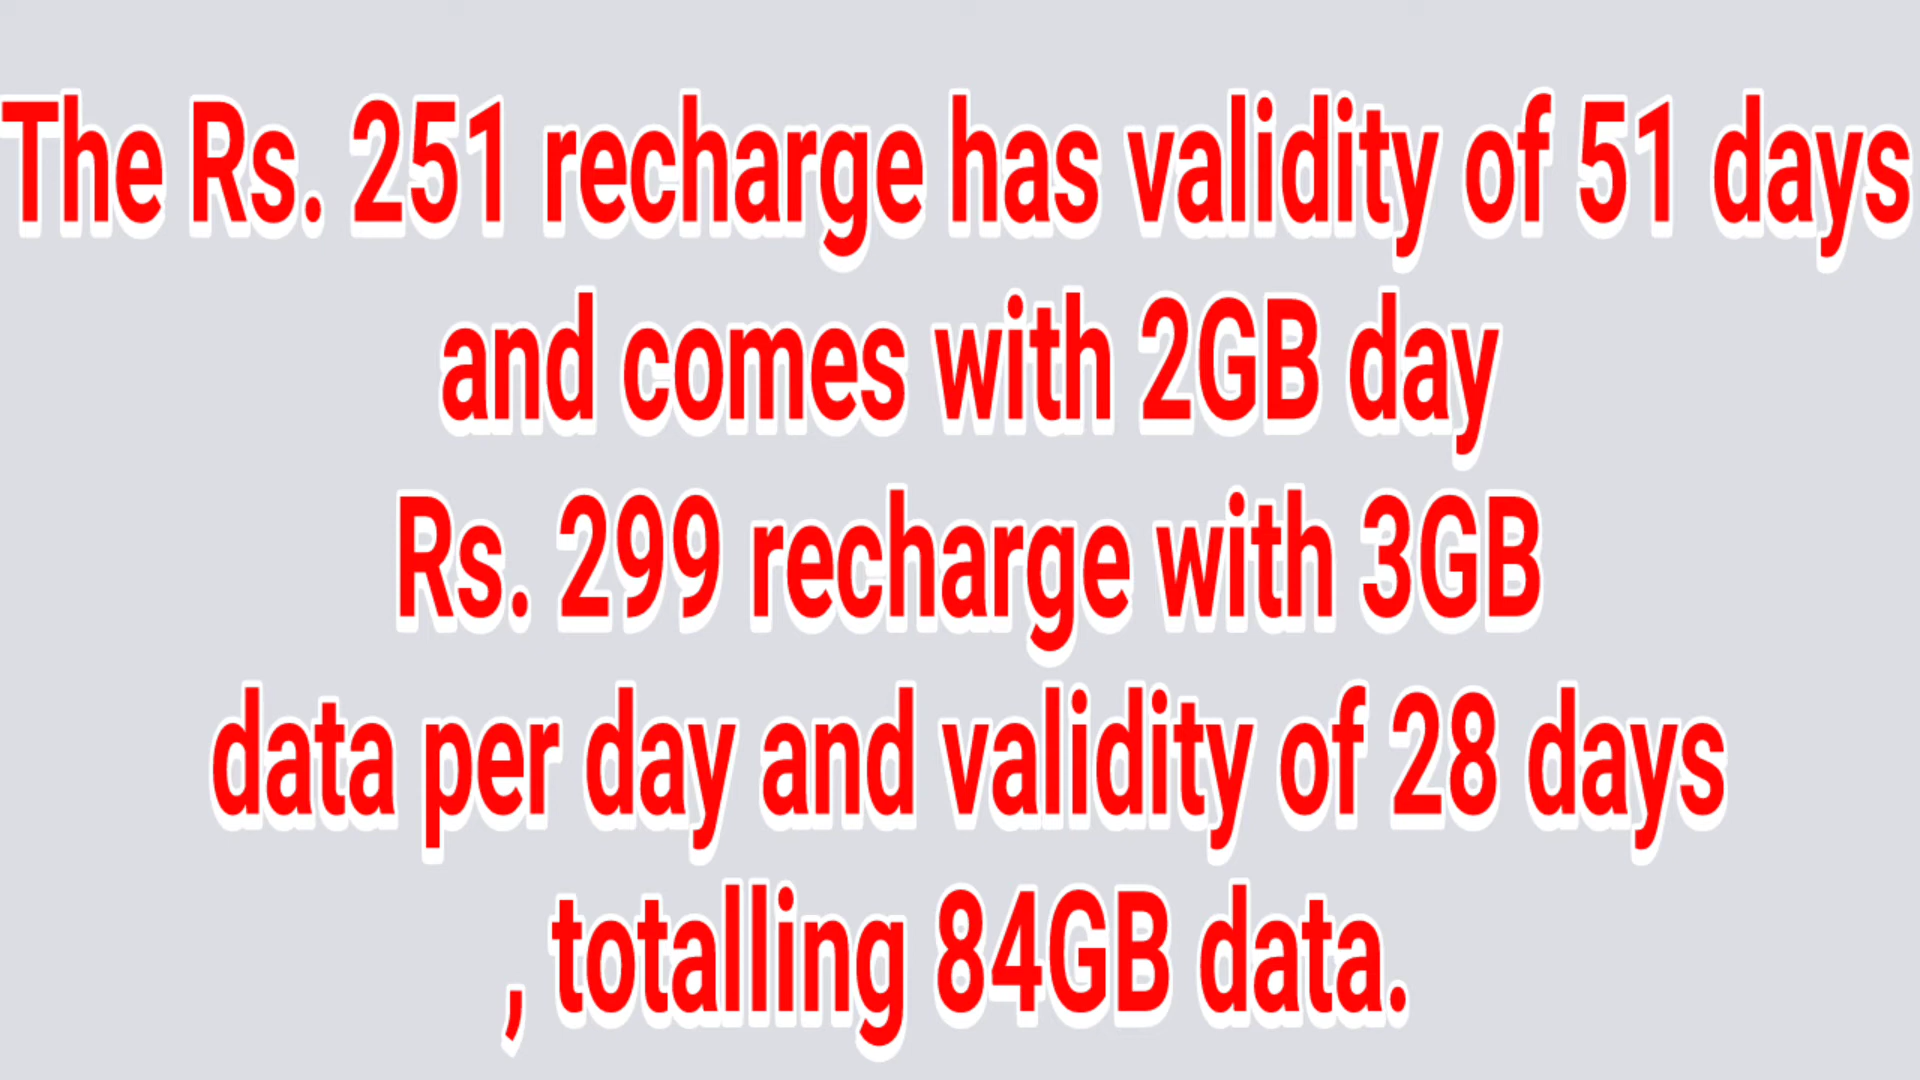 The Rs. 251 recharge has validity of 51 days
and comes with 2GB day
Rs. 299 recharge with 3GB
data per day and validity of 28 days
, totalling 84GB data.